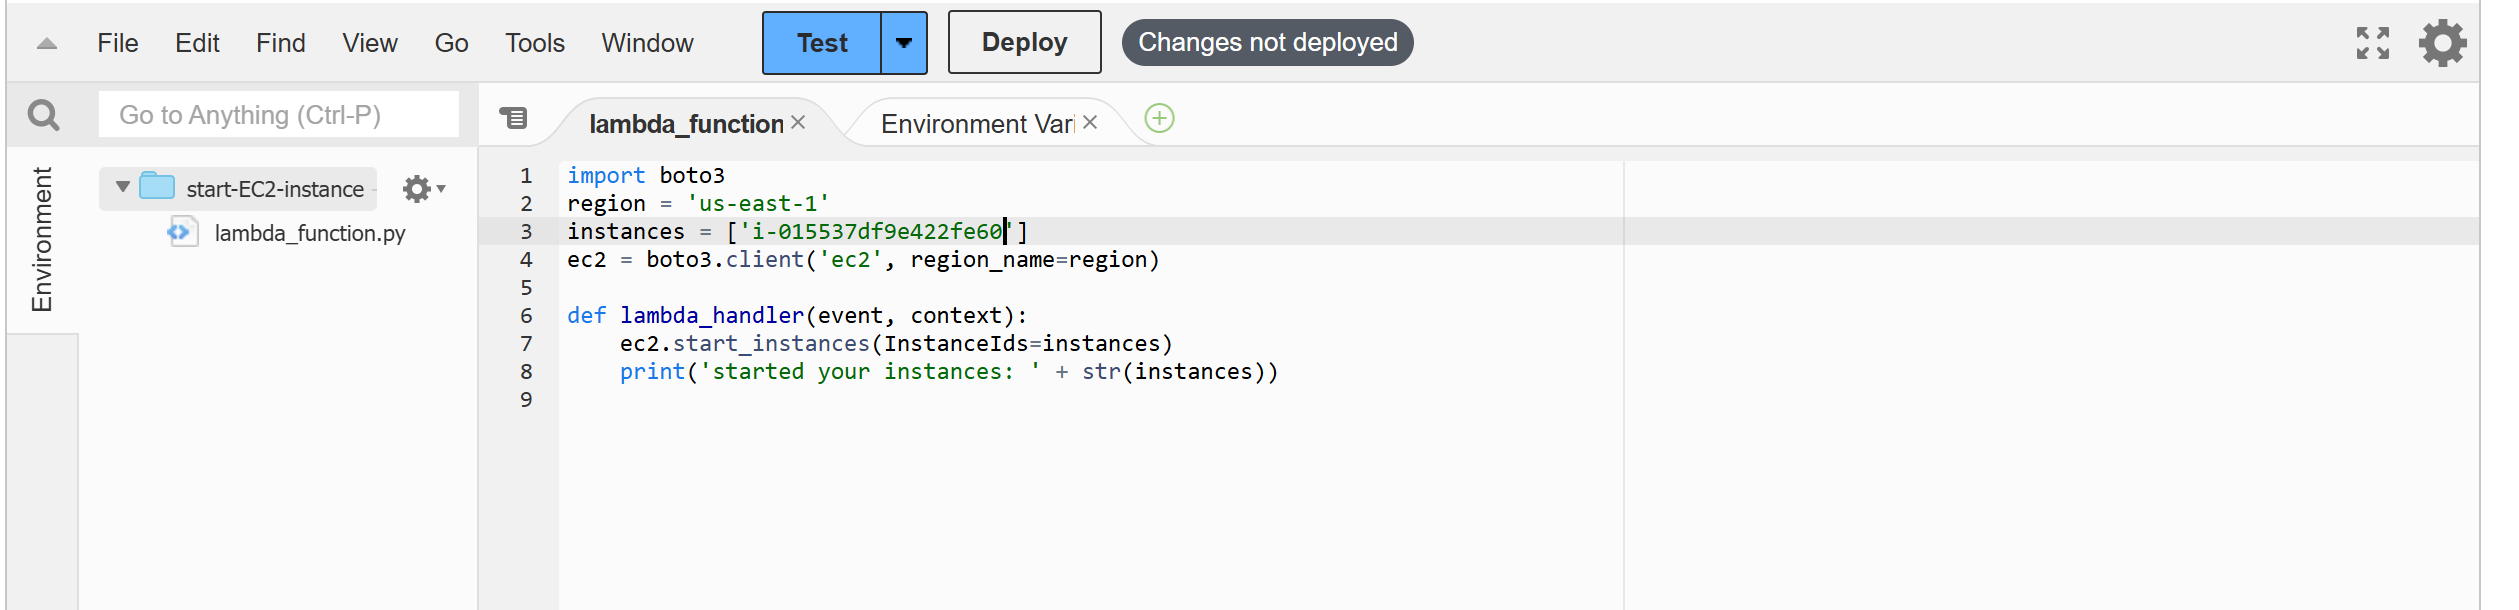 File Edit Find View Go Tools Window Test Deploy Changes not deployed
Go to Anything (Ctrl-P)
lambda_function Environment Vari
Environment
start-EC2-instance
lambda_function.py
1 import boto3
2 region = 'us-east-1'
3 instances = ['i-015537df9e422fe60']
4 ec2 = boto3.client('ec2', region_name=region)
5
6 def lambda_handler(event, context):
7 ec2.start_instances(InstanceIds=instances)
8 print('started your instances: ' + str(instances))
9